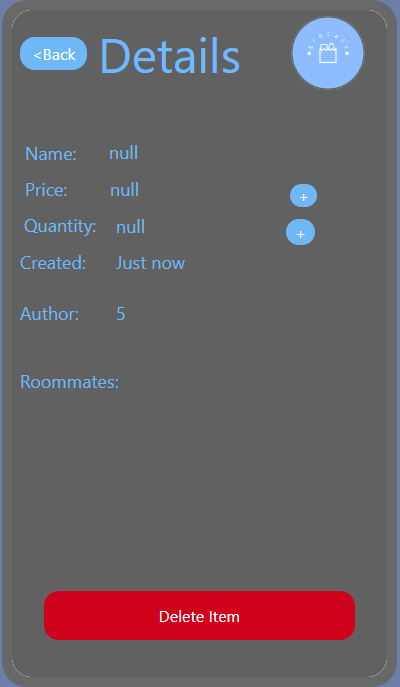 <Back
Details
Name: null
Price: null +
Quantity: null +
Created: Just now
Author: 5
Roommates:
Delete Item